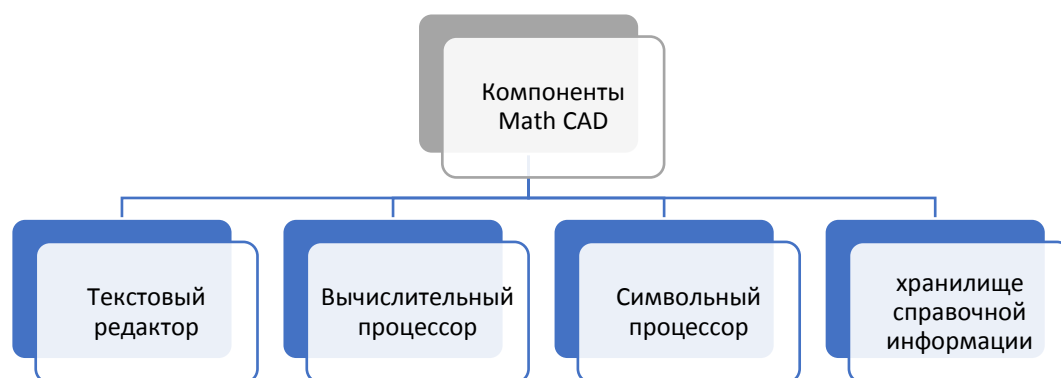 Компоненты
Math CAD
Текстовый
редактор
Вычислительный
процессор
Символьный
процессор
хранилище
справочной
информации